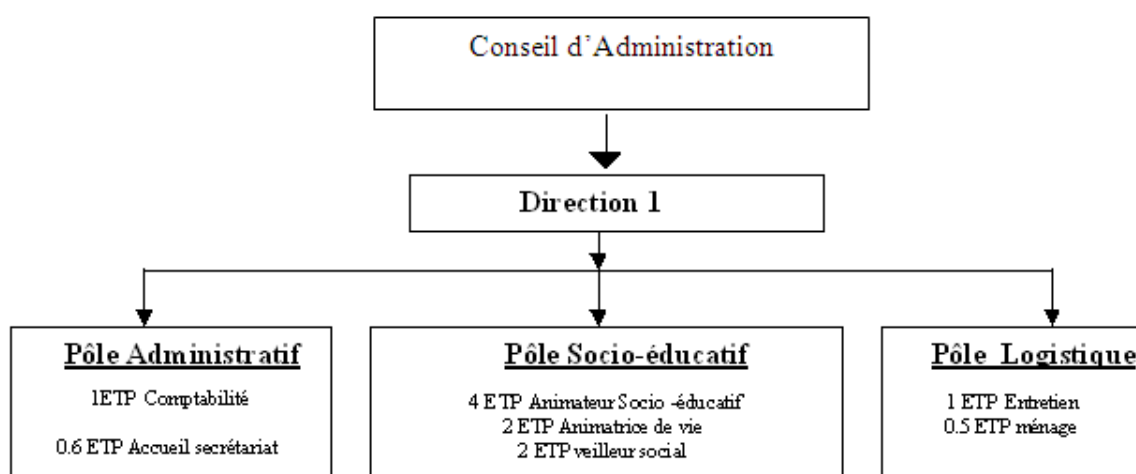 Conseil d'Administration
Direction 1
Pôle Administratif
1ETP Comptabilité
0.6 ETP Accueil secrétariat
Pôle Socio-éducatif
4 ETP Animateur Socio -éducatif
2 ETP Animatrice de vie
2 ETP veilleur social
Pôle Logistique
1 ETP Entretien
0.5 ETP ménage